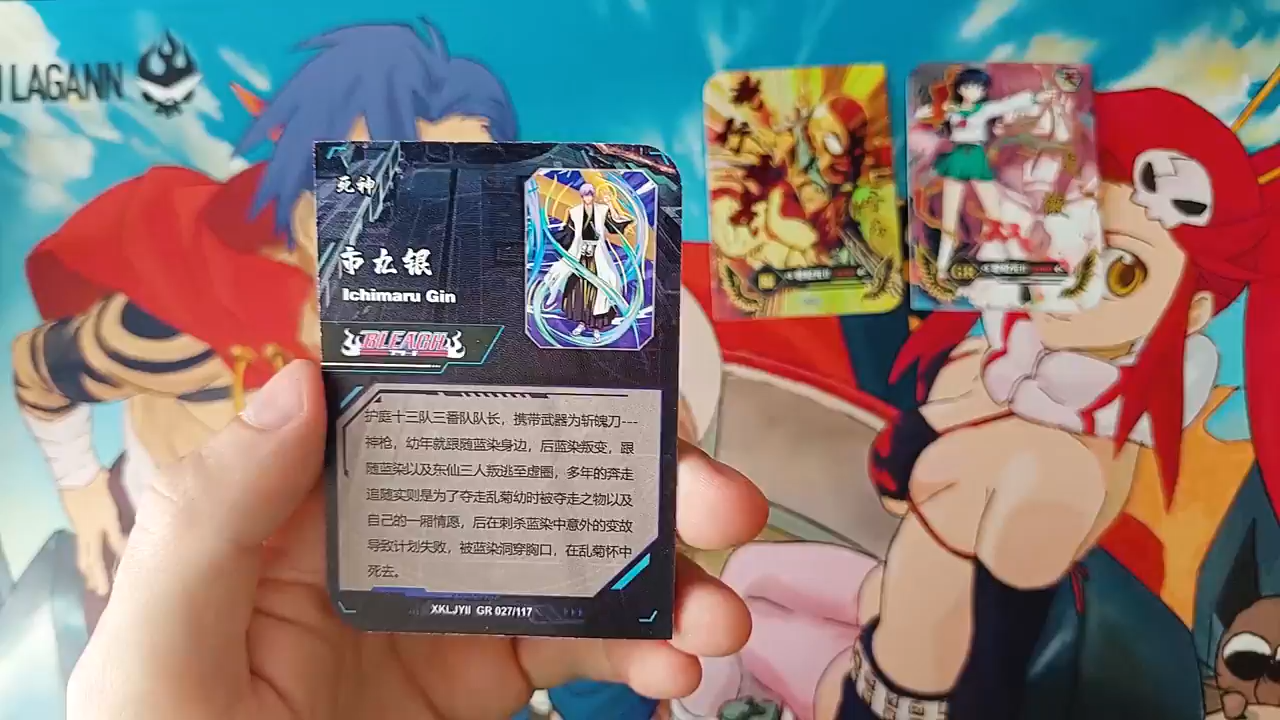 LAGANN
死神
市丸银
Ichimaru Gin
BLEACH
护庭十三队三番队队长，携带武器为斩魄刀---
神枪，幼年就跟随蓝染身边，后蓝染叛变，跟
随蓝染以及东仙三人叛逃至虚圈，多年的奔走
追随实则是为了夺走乱菊幼时被夺走之物以及
自己的一厢情愿，后在刺杀蓝染中意外的变故
导致计划失败，被蓝染洞穿胸口，在乱菊怀中
死去。
XKLJYII GR 027/117
GR